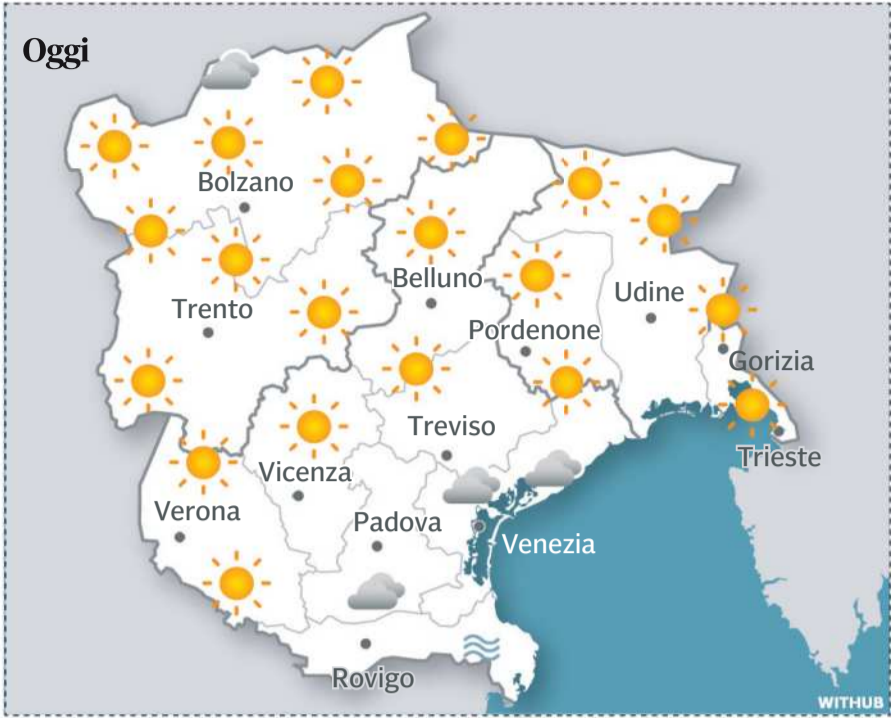 Oggi
Bolzano
Belluno
Trento
Udine
Pordenone
Gorizia
Treviso
Trieste
Vicenza
Verona
Padova
Venezia
Rovigo
WITHUB